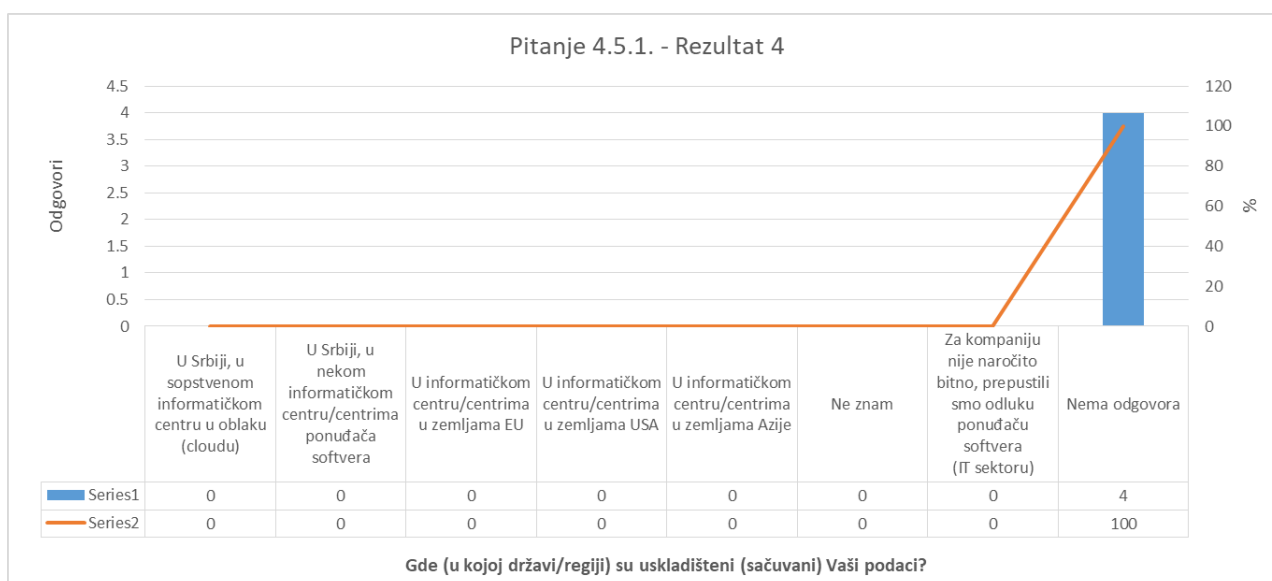 Pitanje 4.5.1. - Rezultat 4
4.5
4
3.5
3
2.5
2
1.5
1
0.5
0
Odgovori
120
100
80
60
40
20
0
%
U Srbiji, u
sopstvenom
informatičkom
centru u oblaku
(cloudu)
U Srbiji, u
nekom
informatičkom
centru/centrima
ponuđača
softvera
U informatičkom
centru/centrima
u zemljama EU
U informatičkom
centru/centrima
u zemljama USA
U informatičkom
centru/centrima
u zemljama Azije
Ne znam
Za kompaniju
nije naročito
bitno, prepustili
smo odluku
ponuđaču
softvera
(IT sektoru)
Nema odgovora
Series1 0 0 0 0 0 0 0 4
Series2 0 0 0 0 0 0 0 100
Gde (u kojoj državi/regiji) su uskladišteni (sačuvani) Vaši podaci?